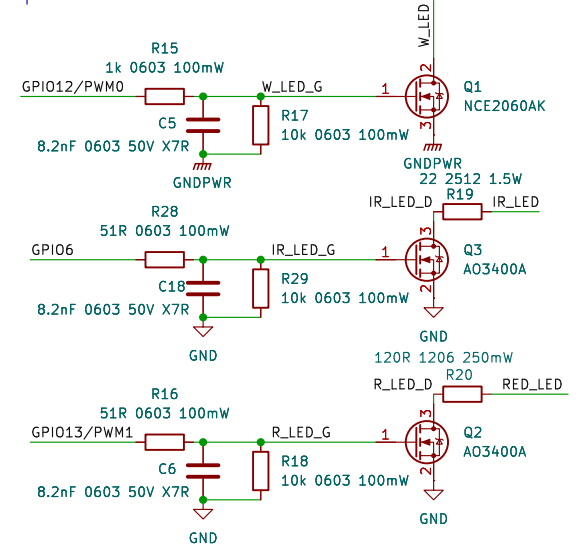 W_LED
R15
1k 0603 100mW
GPIO12/PWM0
W_LED_G
1
2
3
Q1
NCE2060AK
C5
8.2nF 0603 50V X7R
R17
10k 0603 100mW
GNDPWR
GNDPWR
22 2512 1.5W
R19
IR_LED_D
IR_LED
R28
51R 0603 100mW
GPIO6
IR_LED_G
1
3
2
Q3
AO3400A
C18
8.2nF 0603 50V X7R
R29
10k 0603 100mW
GND
GND
120R 1206 250mW
R20
R_LED_D
RED_LED
R16
51R 0603 100mW
GPIO13/PWM1
R_LED_G
1
3
2
Q2
AO3400A
C6
8.2nF 0603 50V X7R
R18
10k 0603 100mW
GND
GND